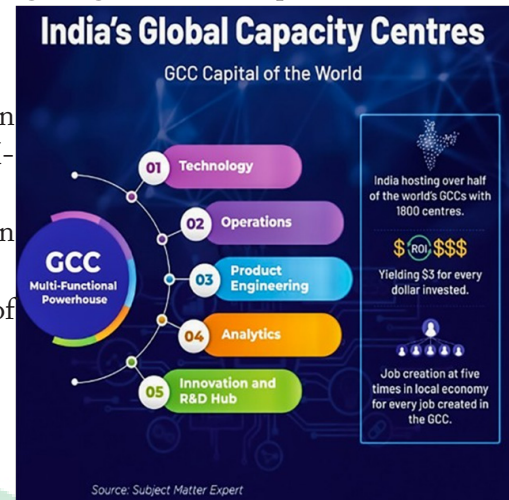 India's Global Capacity Centres
GCC Capital of the World
n
-
n
of
GCC
Multi-Functional
Powerhouse
01 Technology
02 Operations
03 Product
Engineering
04 Analytics
05 Innovation and
R&D Hub
India hosting over half
of the world's GCCs with
1800 centres.
$ ROI $$$
Yielding $3 for every
dollar invested.
Job creation at five
times in local economy
for every job created in
the GCC.
Source: Subject Matter Expert